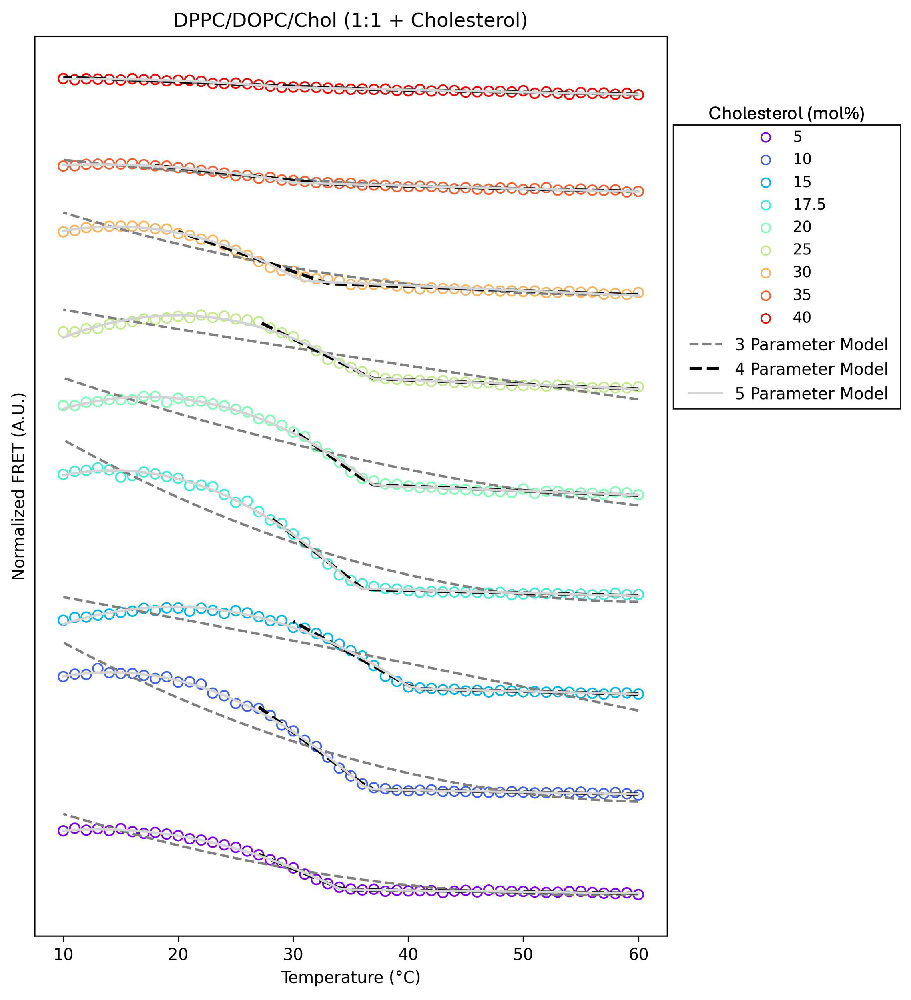 DPPC/DOPC/Chol (1:1 + Cholesterol)
Normalized FRET (A.U.)
10 20 30 40 50 60
Temperature (°C)
Cholesterol (mol%)
5
10
15
17.5
20
25
30
35
40
3 Parameter Model
4 Parameter Model
5 Parameter Model